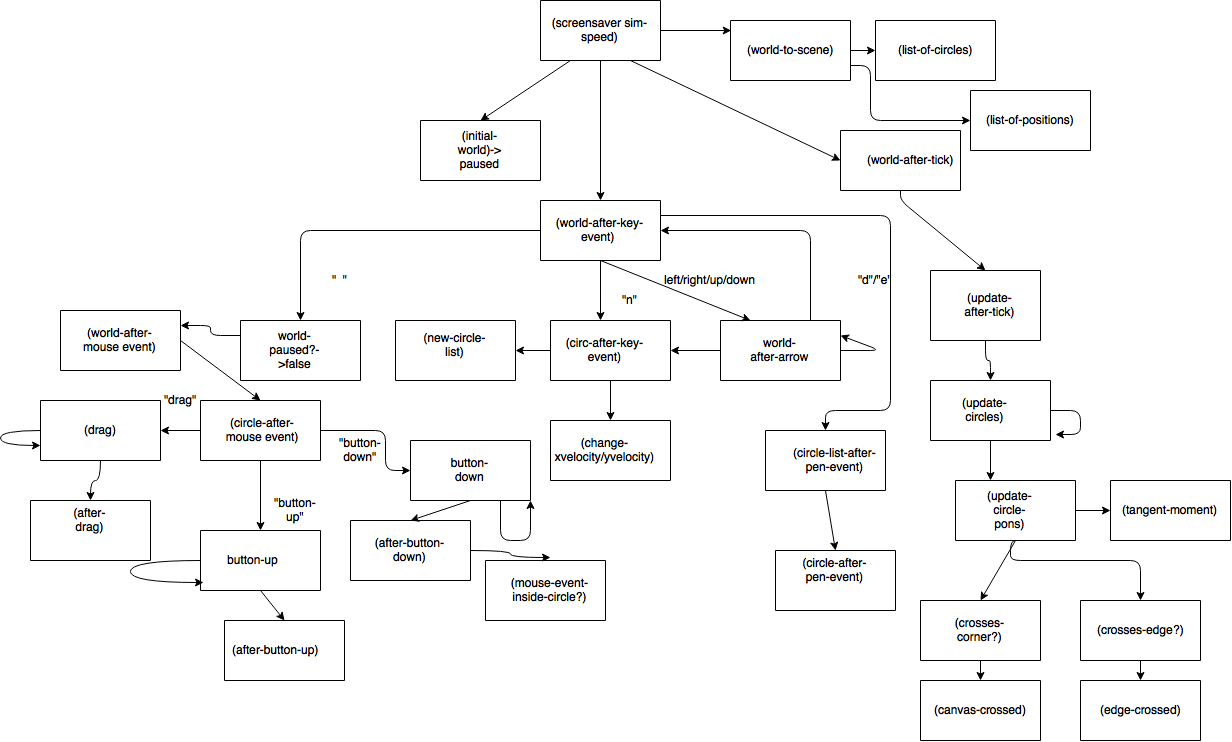 (screensaver sim-
speed)
(world-to-scene)
(list-of-circles)
(list-of-positions)
(initial-
world)->
paused
(world-after-tick)
(world-after-key-
event)
" "
left/right/up/down
"d"/"e'
"n"
(update-
after-tick)
(world-after-
mouse event)
world-
paused?-
>false
(new-circle-
list)
(circ-after-key-
event)
world-
after-arrow
"drag"
(update-
circles)
(drag)
(circle-after-
mouse event)
"button-
down"
button-
down
(change-
xvelocity/yvelocity)
(circle-list-after-
pen-event)
(after-
drag)
"button-
up"
(update-
circle-
pons)
(tangent-moment)
button-up
(after-button-
down)
(mouse-event-
inside-circle?)
(circle-after-
pen-event)
(after-button-up)
(crosses-
corner?)
(crosses-edge?)
(canvas-crossed)
(edge-crossed)